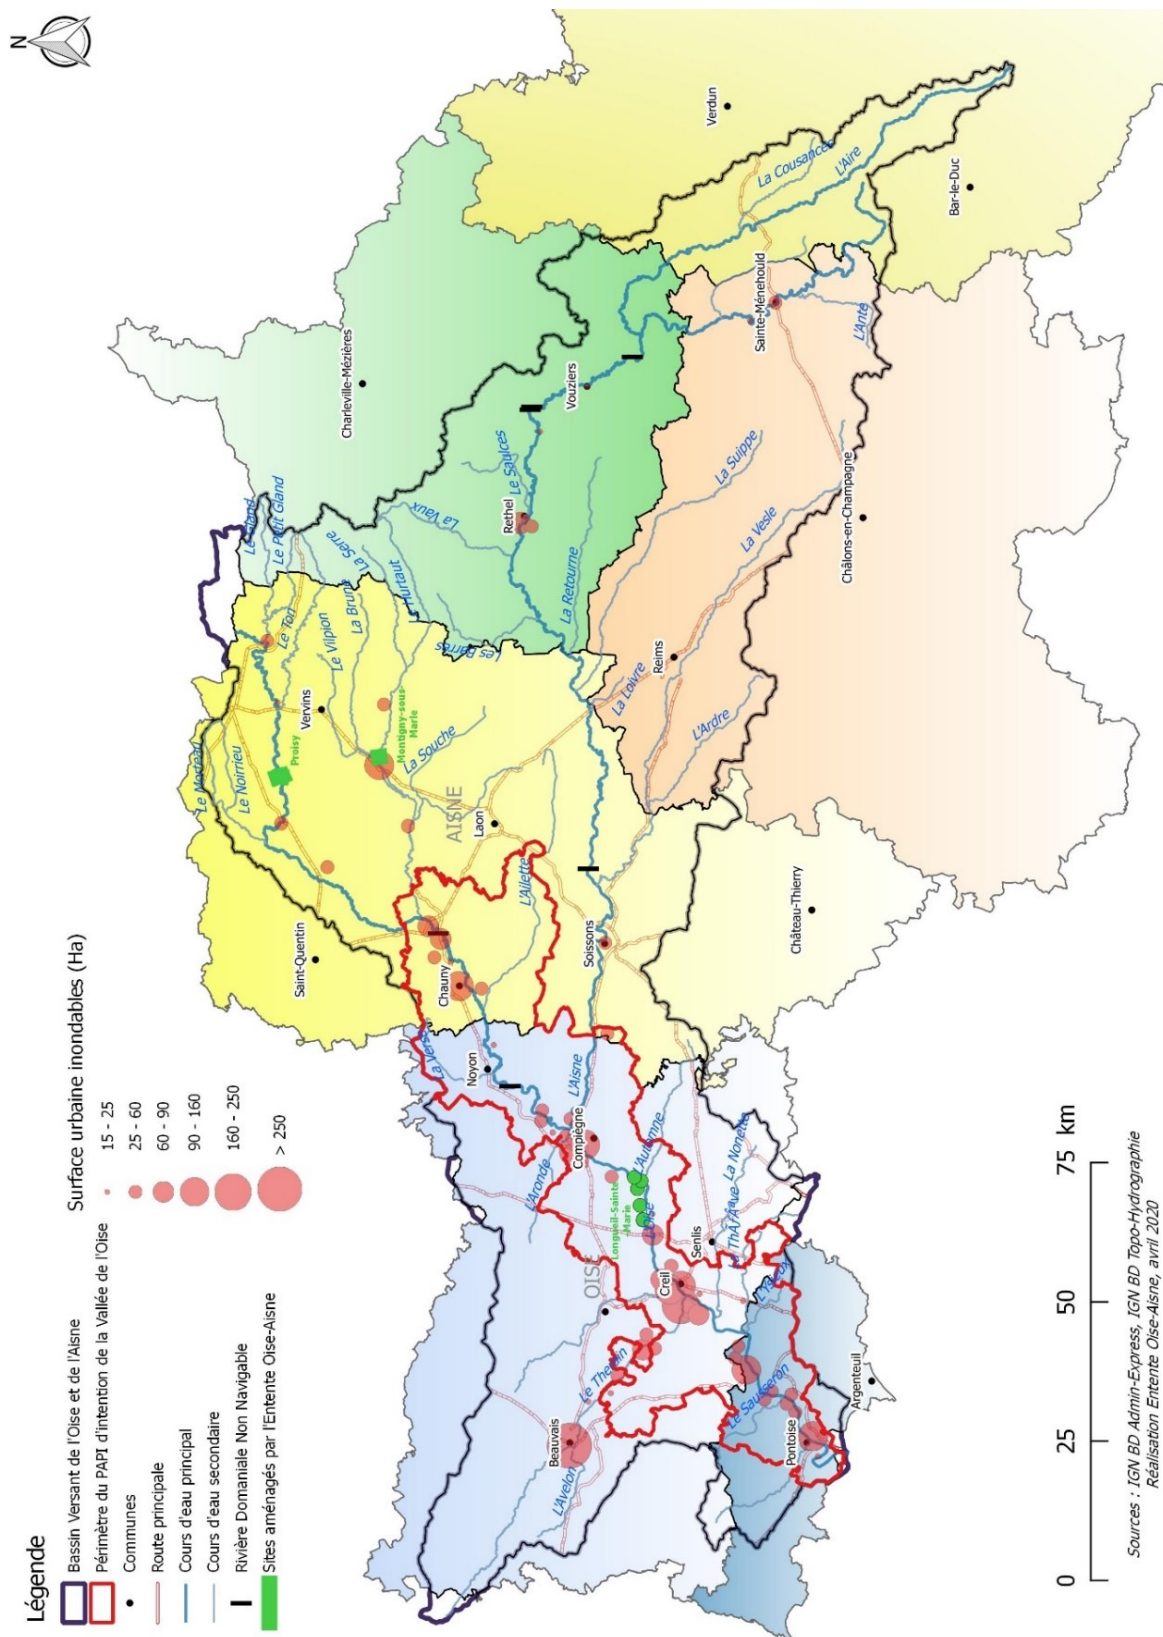 N
Légende
Bassin Versant de l'Oise et de l'Aisne
Périmètre du PAPI d'intention de la Vallée de l'Oise
Communes
Route principale
Cours d'eau principal
Cours d'eau secondaire
Rivière Domaniale Non Navigable
Sites aménagés par l'Entente Oise-Aisne
Surface urbaine inondables (Ha)
15 - 25
25 - 60
60 - 90
90 - 160
160 - 250
> 250
Saint-Quentin
Le Noirrieu
Proisy
Vervins
Le Ton
Le Petit Gland
Le Vilpion
La Brune
La Serre
Le Hurtaut
Montigny-sous-
Marle
La Souche
AISNE
Laon
Les Barres
La Vaux
Charleville-Mézières
Rethel
Le Saulces
Vouziers
La Retourne
Chauny
L'Ailette
La Verse
Noyon
L'Aisne
Soissons
Compiègne
L'Aronde
L'Automne
Longueil-Sainte
Marie
L'Oise
OISE
Creil
Senlis
La Nonette
L'Ysieux
Le Thérain
Beauvais
L'Avelon
Le Sausseron
Pontoise
Argenteuil
Château-Thierry
La Loivre
Reims
L'Ardre
La Suippe
La Vesle
Châlons-en-Champagne
Sainte-Ménehould
L'Ante
La Cousances
L'Aire
Verdun
Bar-le-Duc
0
25
50
75
km
Sources : IGN BD Admin-Express, IGN BD Topo-Hydrographie
Réalisation Entente Oise-Aisne, avril 2020